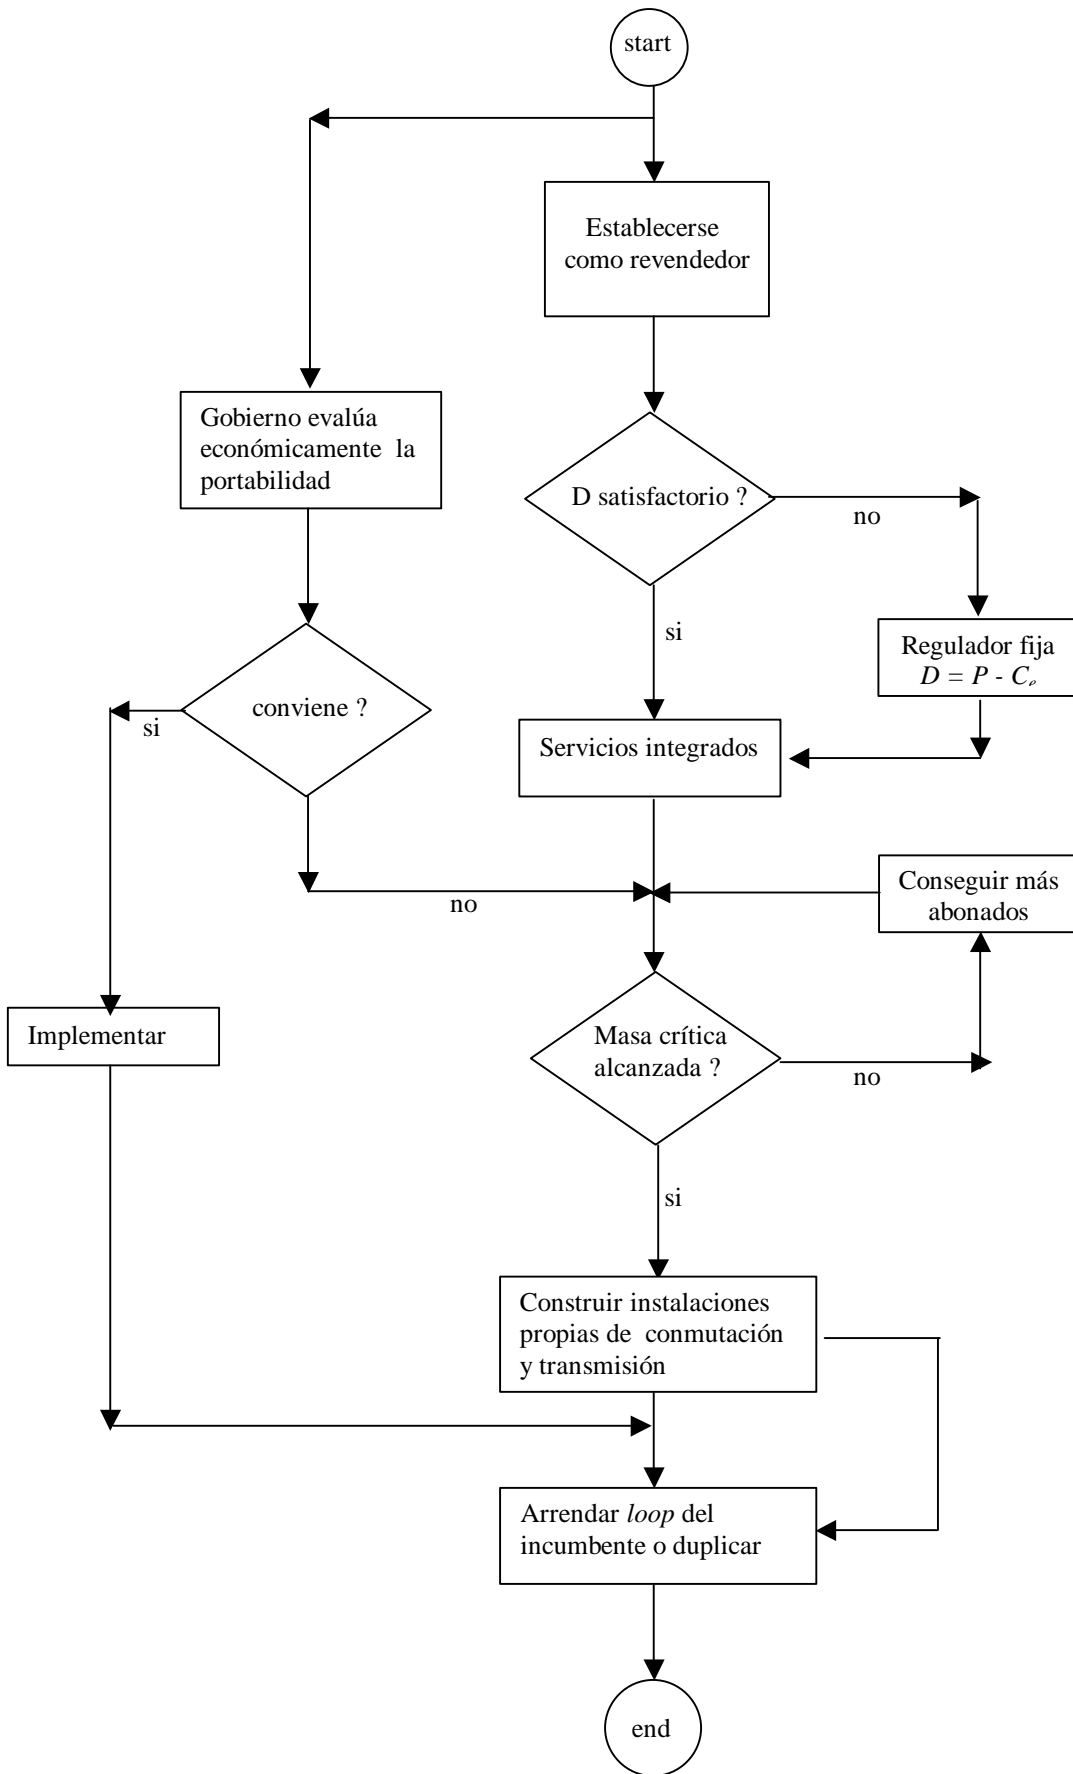 start
Establecerse
como revendedor
Gobierno evalúa
económicamente la
portabilidad
D satisfactorio ?
no
si
Regulador fija
D = P - Ce
conviene ?
si
Servicios integrados
no
Conseguir más
abonados
Implementar
Masa crítica
alcanzada ?
no
si
Construir instalaciones
propias de conmutación
y transmisión
Arrendar loop del
incumbente o duplicar
end